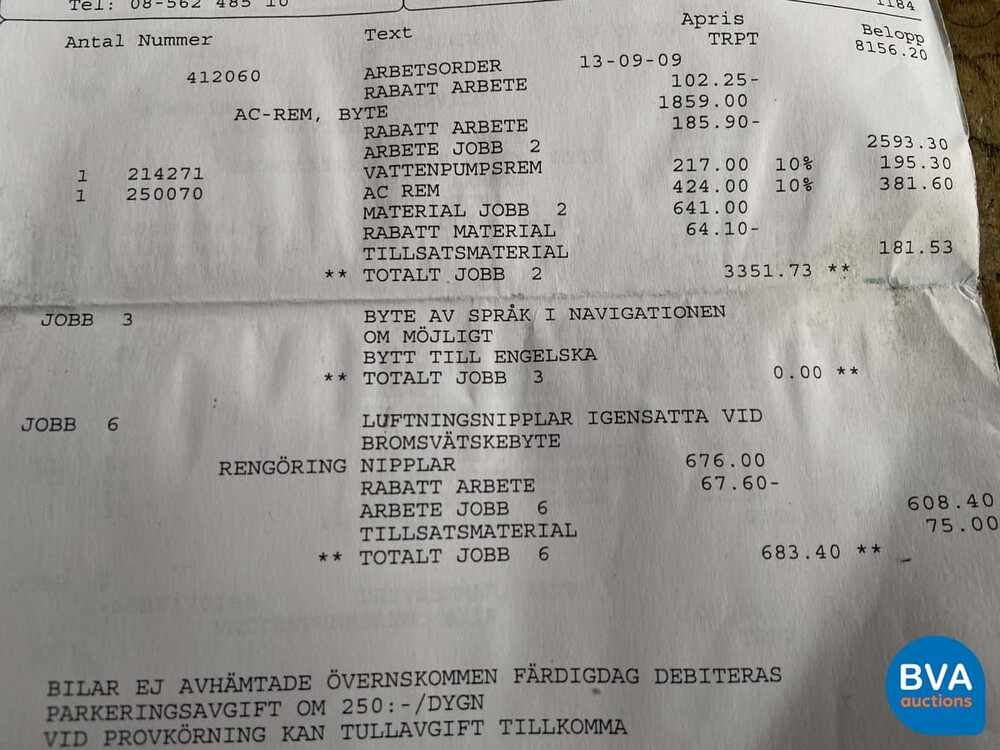 Tel: 08-562 485 10
1184
Antal Nummer Text Apris Belopp
TRPT 8156.20
412060 ARBETSORDER 13-09-09
RABATT ARBETE 102.25-
AC-REM, BYTE 1859.00
RABATT ARBETE 185.90-
ARBETE JOBB 2 2593.30
1 214271 VATTENPUMPSREM 217.00 10% 195.30
1 250070 AC REM 424.00 10% 381.60
MATERIAL JOBB 2 641.00
RABATT MATERIAL 64.10-
TILLSATSMATERIAL 181.53
** TOTALT JOBB 2 3351.73 **
JOBB 3 BYTE AV SPRÅK I NAVIGATIONEN
OM MÖJLIGT
BYTT TILL ENGELSKA
** TOTALT JOBB 3 0.00 **
JOBB 6 LUFTNINGSNIPPLAR IGENSATTA VID
BROMSVÄTSKEBYTE
RENGÖRING NIPPLAR 676.00
RABATT ARBETE 67.60-
ARBETE JOBB 6 608.40
TILLSATSMATERIAL 75.00
** TOTALT JOBB 6 683.40 **
BILAR EJ AVHÄMTADE ÖVERNSKOMMEN FÄRDIGDAG DEBITERAS
PARKERINGSAVGIFT OM 250:-/DYGN
VID PROVKÖRNING KAN TULLAVGIFT TILLKOMMA
BVA
auctions